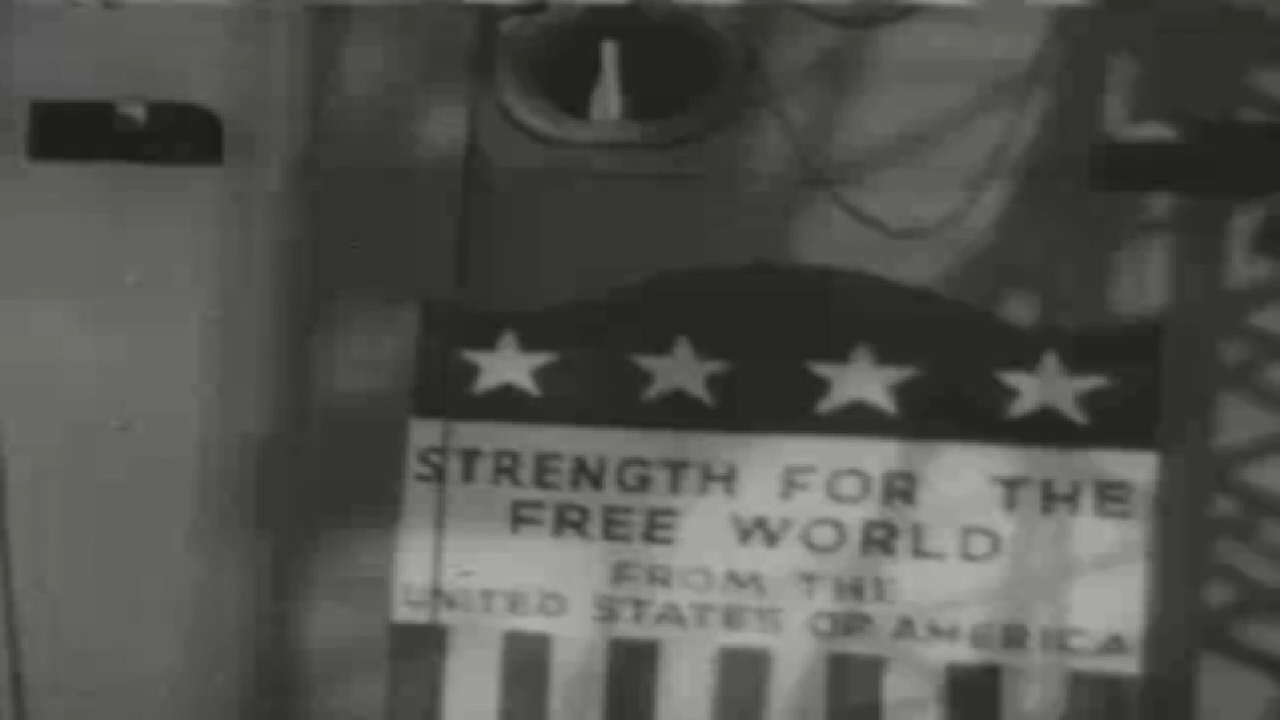 STRENGTH FOR THE
FREE WORLD
FROM THE
UNITED STATES OF AMERICA